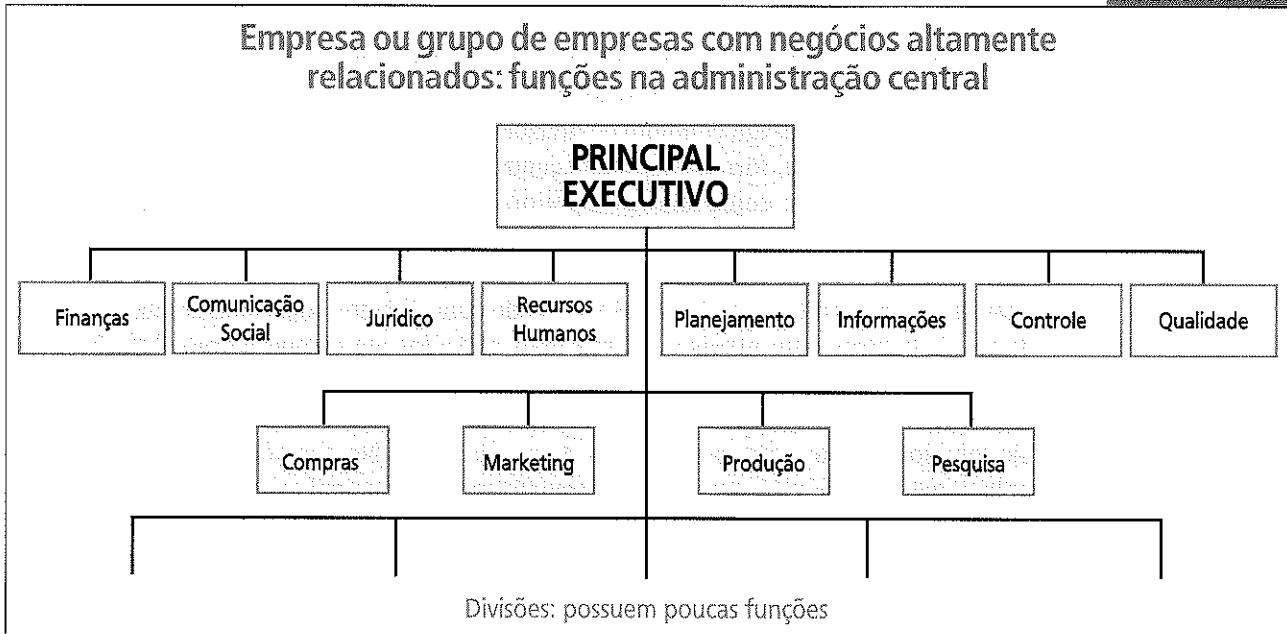 Empresa ou grupo de empresas com negócios altamente
relacionados: funções na administração central
PRINCIPAL
EXECUTIVO
Finanças
Comunicação
Social
Jurídico
Recursos
Humanos
Planejamento
Informações
Controle
Qualidade
Compras
Marketing
Produção
Pesquisa
Divisões: possuem poucas funções